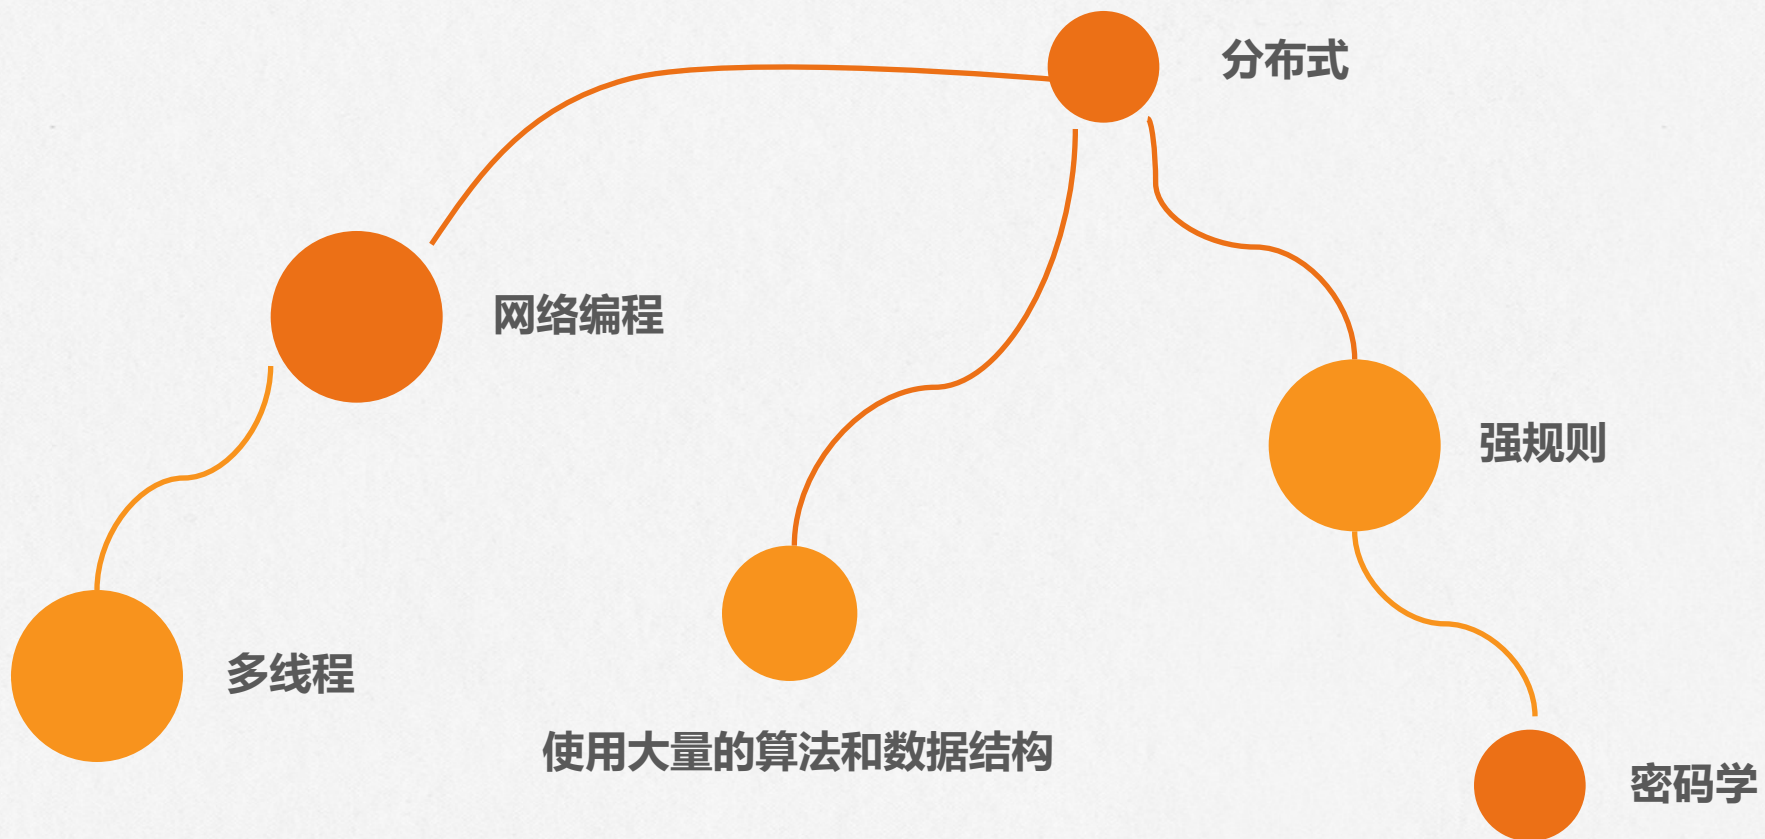 分布式
网络编程
强规则
多线程
使用大量的算法和数据结构
密码学